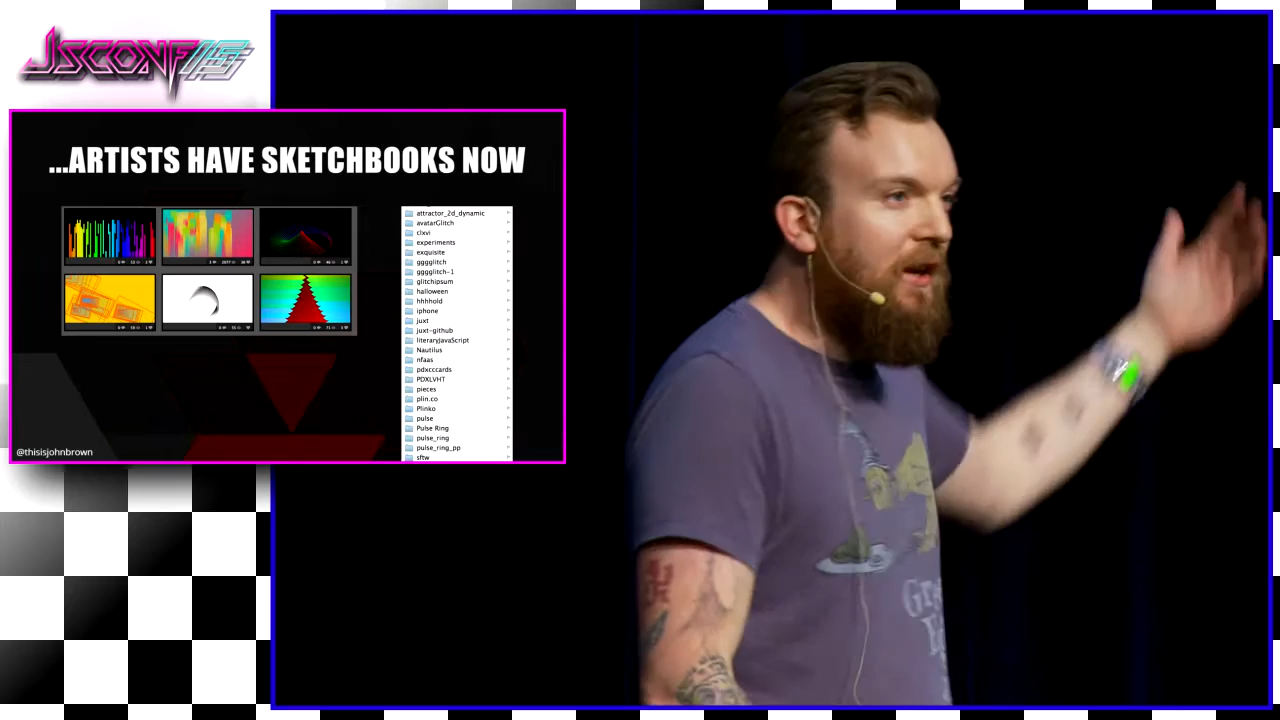 JSCONF15
...ARTISTS HAVE SKETCHBOOKS NOW
attractor_2d_dynamic
avatarGlitch
clxvi
experiments
exquisite
gggglitch
gggglitch-1
glitchipsum
halloween
hhhhold
iphone
juxt
juxt-github
literaryJavaScript
Nautilus
nfaas
pdxcccards
PDXLVHT
pieces
plin.co
Plinko
pulse
Pulse Ring
pulse_ring
pulse_ring_pp
sftw
@thisisjohnbrown